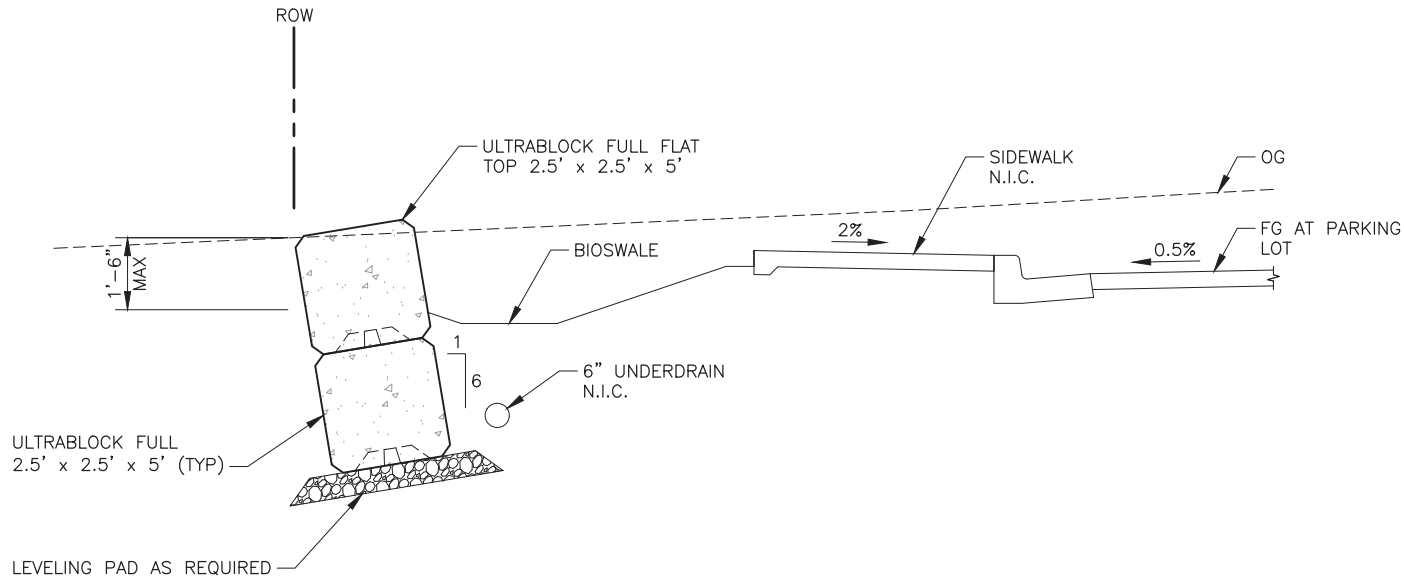 ROW
ULTRABLOCK FULL FLAT
TOP 2.5' x 2.5' x 5'
SIDEWALK
N.I.C.
OG
FG AT PARKING
LOT
2%
0.5%
BIOSWALE
1'-6"
MAX
1
6
6" UNDERDRAIN
N.I.C.
ULTRABLOCK FULL
2.5' x 2.5' x 5' (TYP)
LEVELING PAD AS REQUIRED